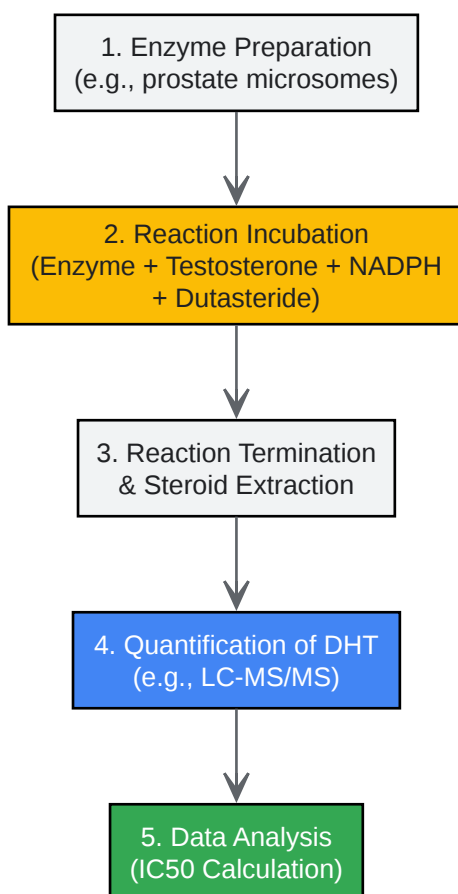 1. Enzyme Preparation
(e.g., prostate microsomes)
2. Reaction Incubation
(Enzyme + Testosterone + NADPH
+ Dutasteride)
3. Reaction Termination
& Steroid Extraction
4. Quantification of DHT
(e.g., LC-MS/MS)
5. Data Analysis
(IC50 Calculation)